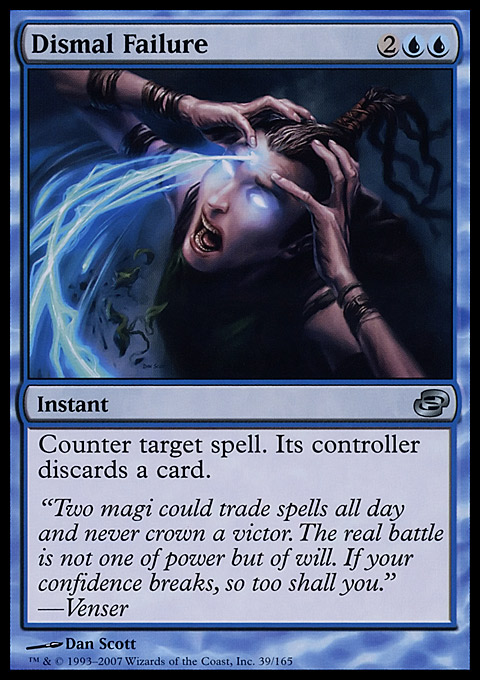 Dismal Failure 2
Instant
Counter target spell. Its controller
discards a card.
“Two magi could trade spells all day
and never crown a victor. The real battle
is not one of power but of will. If your
confidence breaks, so too shall you.”
—Venser
Dan Scott
™ & © 1993–2007 Wizards of the Coast, Inc. 39/165